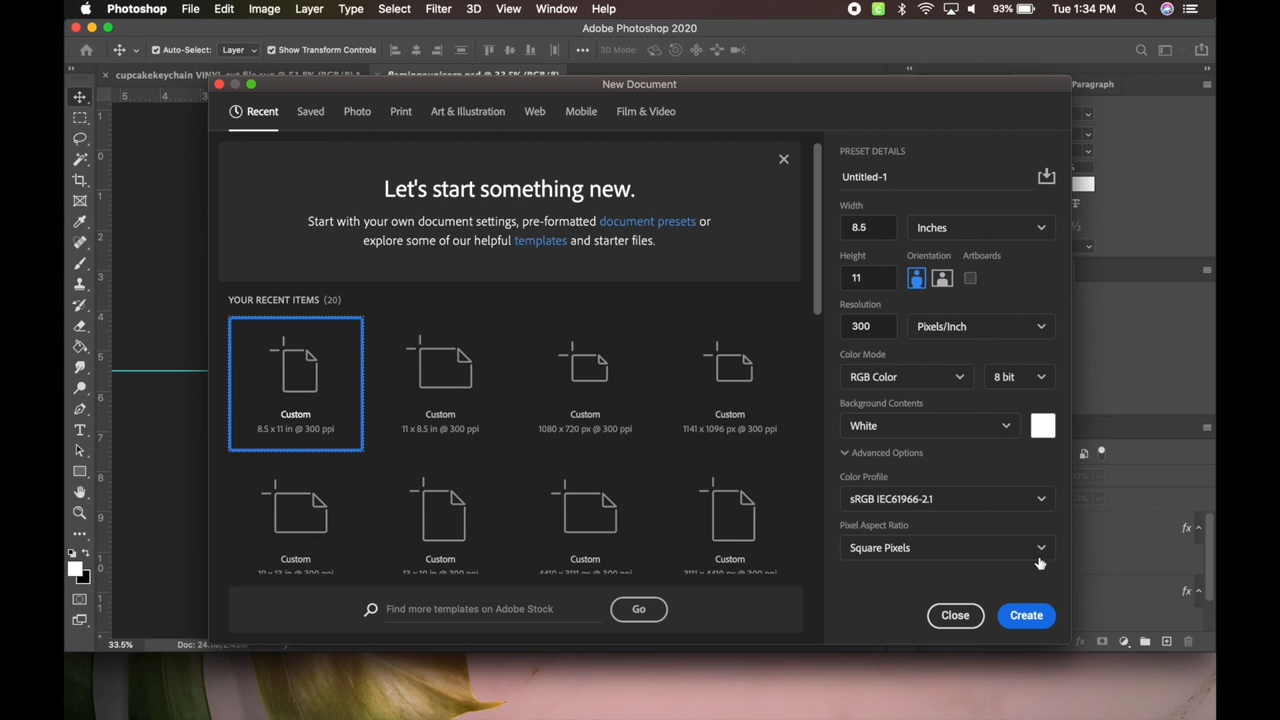 Photoshop File Edit Image Layer Type Select Filter 3D View Window Help 93% Tue 1:34 PM
Adobe Photoshop 2020
Auto-Select: Layer Show Transform Controls 3D Mode:
cupcakekeychain VINYL
New Document
Paragraph
Recent Saved Photo Print Art & Illustration Web Mobile Film & Video
Let's start something new.
Start with your own document settings, pre-formatted document presets or
explore some of our helpful templates and starter files.
YOUR RECENT ITEMS (20)
Custom
8.5 x 11 in @ 300 ppi
Custom
11 x 8.5 in @ 300 ppi
Custom
1080 x 720 px @ 300 ppi
Custom
1141 x 1096 px @ 300 ppi
Custom
Custom
Custom
Custom
Find more templates on Adobe Stock Go
PRESET DETAILS
Untitled-1
Width
8.5 Inches
Height Orientation Artboards
11
Resolution
300 Pixels/Inch
Color Mode
RGB Color 8 bit
Background Contents
White
Advanced Options
Color Profile
sRGB IEC61966-2.1
Pixel Aspect Ratio
Square Pixels
Close Create
33.5%